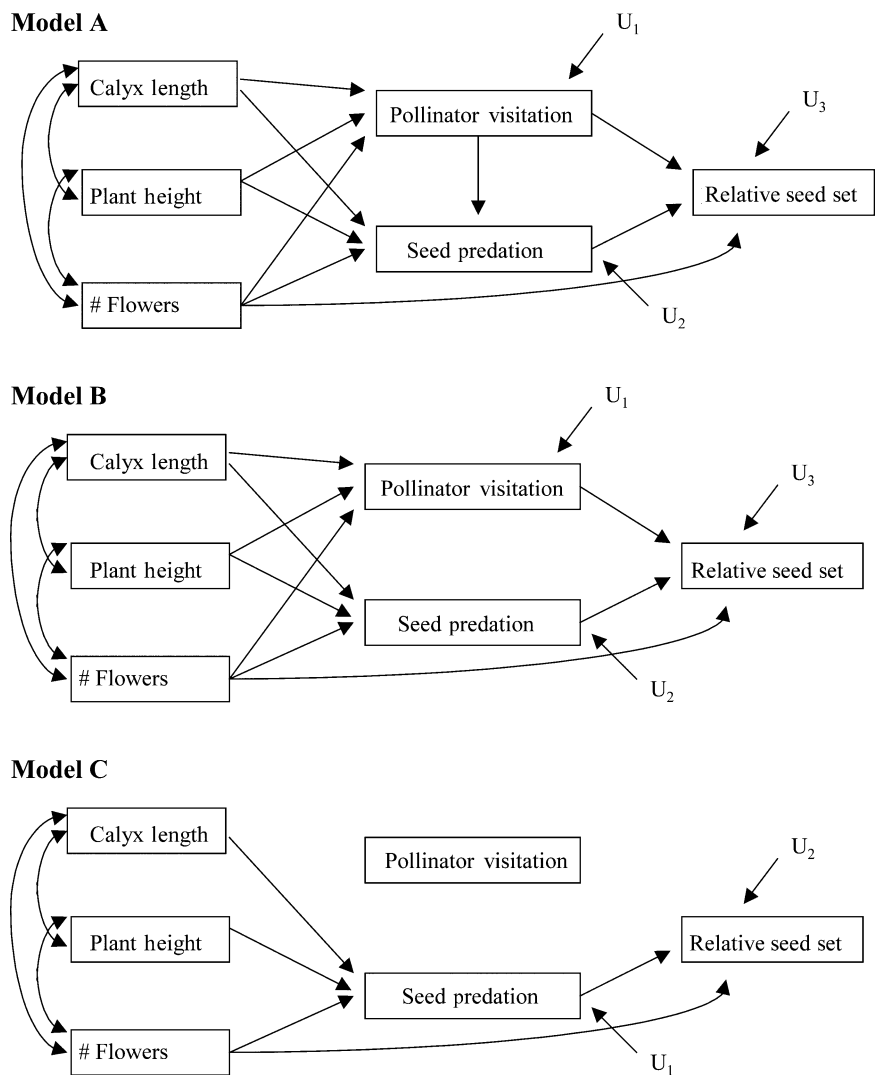 Model A
U1
Calyx length
Pollinator visitation
U3
Plant height
Relative seed set
Seed predation
# Flowers
U2
Model B
U1
Calyx length
Pollinator visitation
U3
Plant height
Relative seed set
Seed predation
# Flowers
U2
Model C
Calyx length
U2
Pollinator visitation
Plant height
Relative seed set
Seed predation
# Flowers
U1